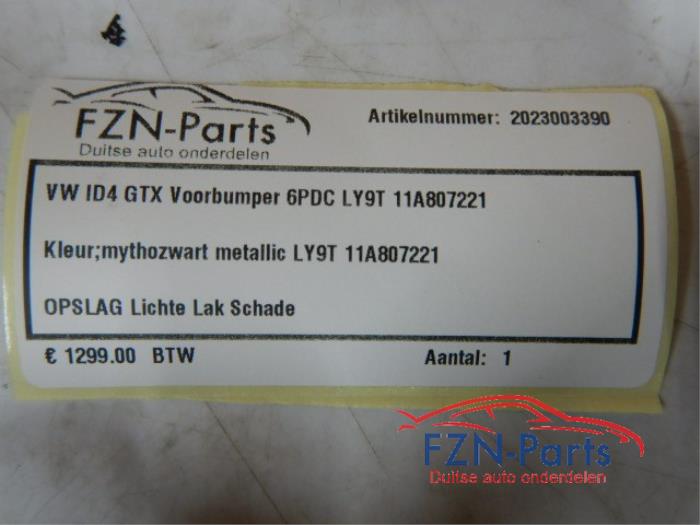 FZN-Parts
Duitse auto onderdelen
Artikelnummer: 2023003390
VW ID4 GTX Voorbumper 6PDC LY9T 11A807221
Kleur;mythozwart metallic LY9T 11A807221
OPSLAG Lichte Lak Schade
€ 1299.00 BTW
Aantal: 1
FZN-Parts
Duitse auto onderdelen